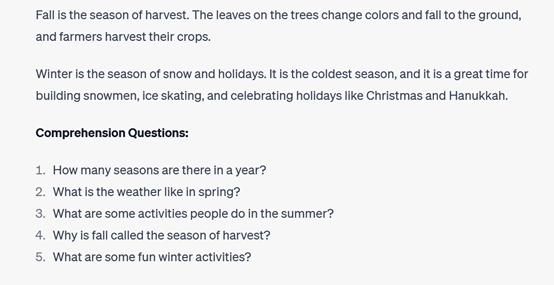 Fall is the season of harvest. The leaves on the trees change colors and fall to the ground,
and farmers harvest their crops.
Winter is the season of snow and holidays. It is the coldest season, and it is a great time for
building snowmen, ice skating, and celebrating holidays like Christmas and Hanukkah.
Comprehension Questions:
1. How many seasons are there in a year?
2. What is the weather like in spring?
3. What are some activities people do in the summer?
4. Why is fall called the season of harvest?
5. What are some fun winter activities?